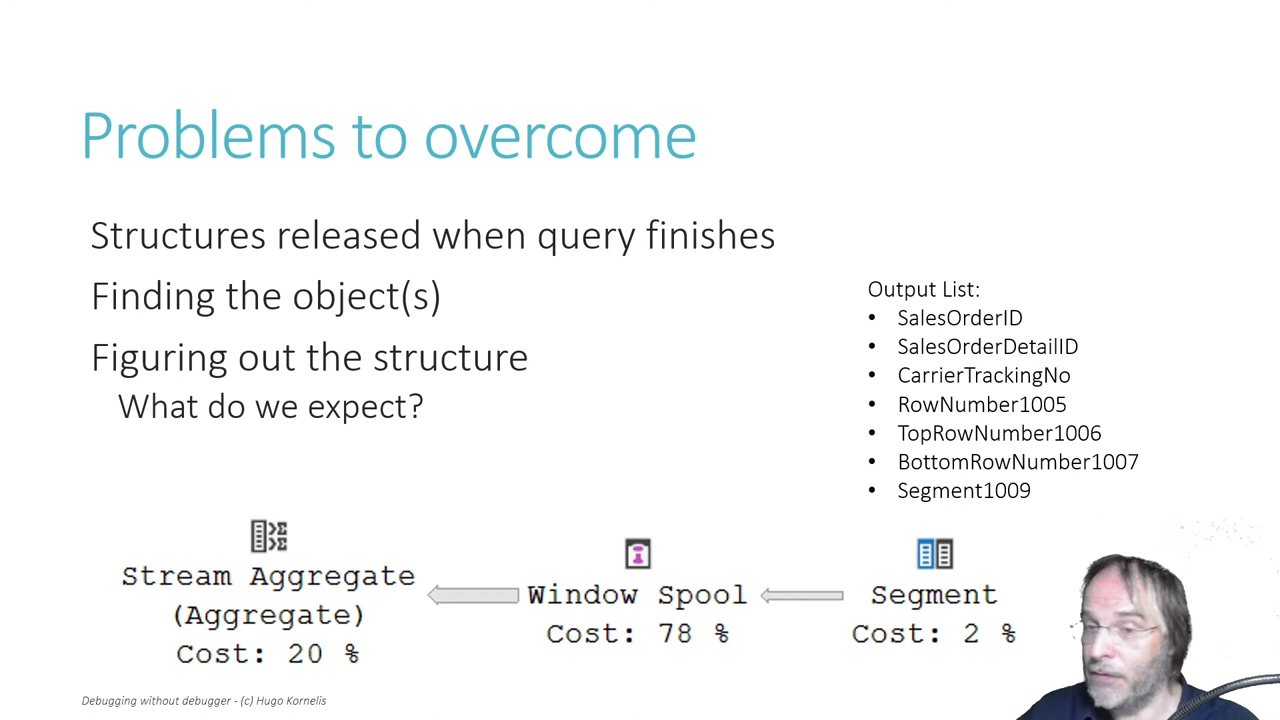 Problems to overcome
Structures released when query finishes
Finding the object(s)
Figuring out the structure
What do we expect?
Output List:
• SalesOrderID
• SalesOrderDetailID
• CarrierTrackingNo
• RowNumber1005
• TopRowNumber1006
• BottomRowNumber1007
• Segment1009
Stream Aggregate
(Aggregate)
Cost: 20 %
Window Spool
Cost: 78 %
Segment
Cost: 2 %
Debugging without debugger - (c) Hugo Kornelis